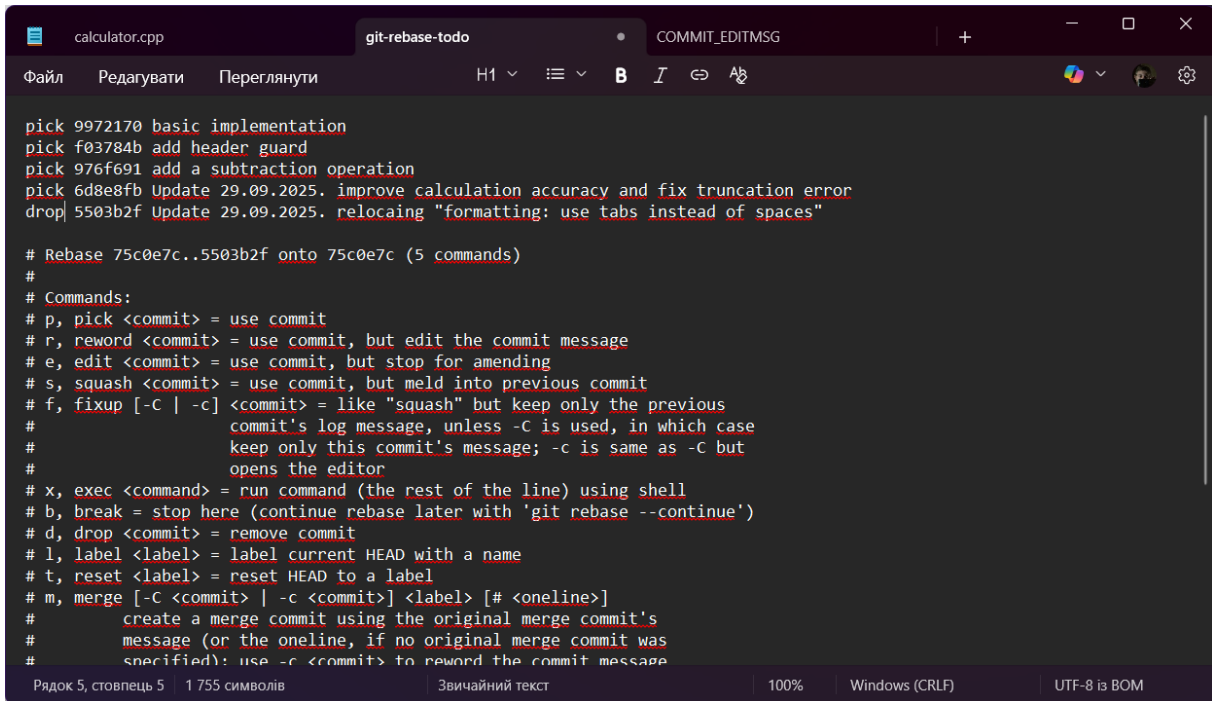 calculator.cpp git-rebase-todo COMMIT_EDITMSG
Файл Редагувати Переглянути H1 B I
pick 9972170 basic implementation
pick f03784b add header guard
pick 976f691 add a subtraction operation
pick 6d8e8fb Update 29.09.2025. improve calculation accuracy and fix truncation error
drop 5503b2f Update 29.09.2025. relocaing "formatting: use tabs instead of spaces"
# Rebase 75c0e7c..5503b2f onto 75c0e7c (5 commands)
#
# Commands:
# p, pick <commit> = use commit
# r, reword <commit> = use commit, but edit the commit message
# e, edit <commit> = use commit, but stop for amending
# s, squash <commit> = use commit, but meld into previous commit
# f, fixup [-C | -c] <commit> = like "squash" but keep only the previous
# commit's log message, unless -C is used, in which case
# keep only this commit's message; -c is same as -C but
# opens the editor
# x, exec <command> = run command (the rest of the line) using shell
# b, break = stop here (continue rebase later with 'git rebase --continue')
# d, drop <commit> = remove commit
# l, label <label> = label current HEAD with a name
# t, reset <label> = reset HEAD to a label
# m, merge [-C <commit> | -c <commit>] <label> [# <oneline>]
# create a merge commit using the original merge commit's
# message (or the oneline, if no original merge commit was
# specified); use -c <commit> to reword the commit message
Рядок 5, стовпець 5 1 755 символів Звичайний текст 100% Windows (CRLF) UTF-8 із BOM